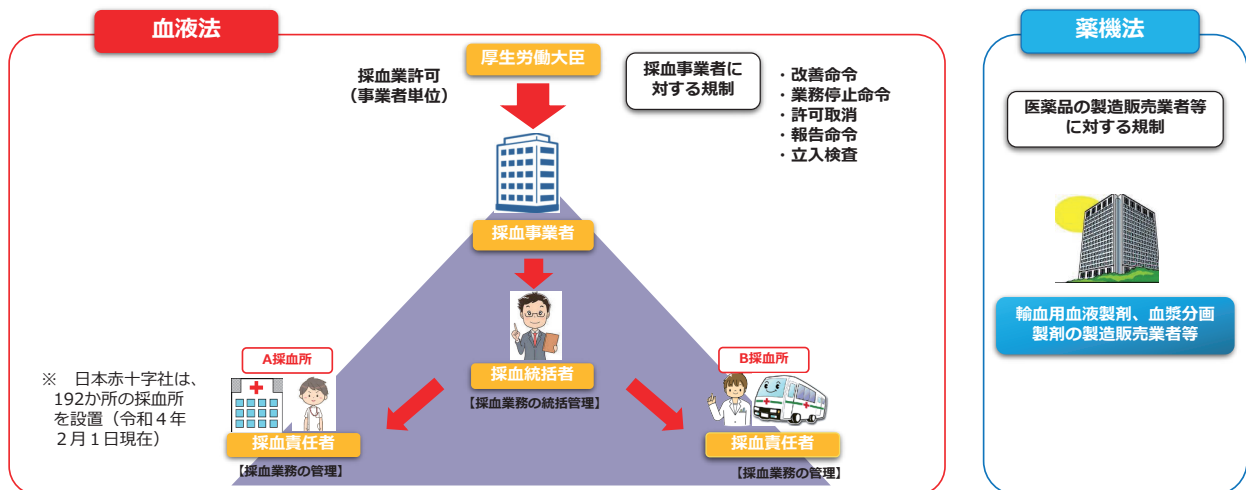 血液法
厚生労働大臣
採血業許可
（事業者単位）
採血事業者に
対する規制
・改善命令
・業務停止命令
・許可取消
・報告命令
・立入検査
採血事業者
採血統括者
【採血業務の統括管理】
A採血所
採血責任者
【採血業務の管理】
B採血所
採血責任者
【採血業務の管理】
※　日本赤十字社は、
192か所の採血所
を設置（令和４年
２月１日現在）
薬機法
医薬品の製造販売業者等
に対する規制
輸血用血液製剤、血漿分画
製剤の製造販売業者等